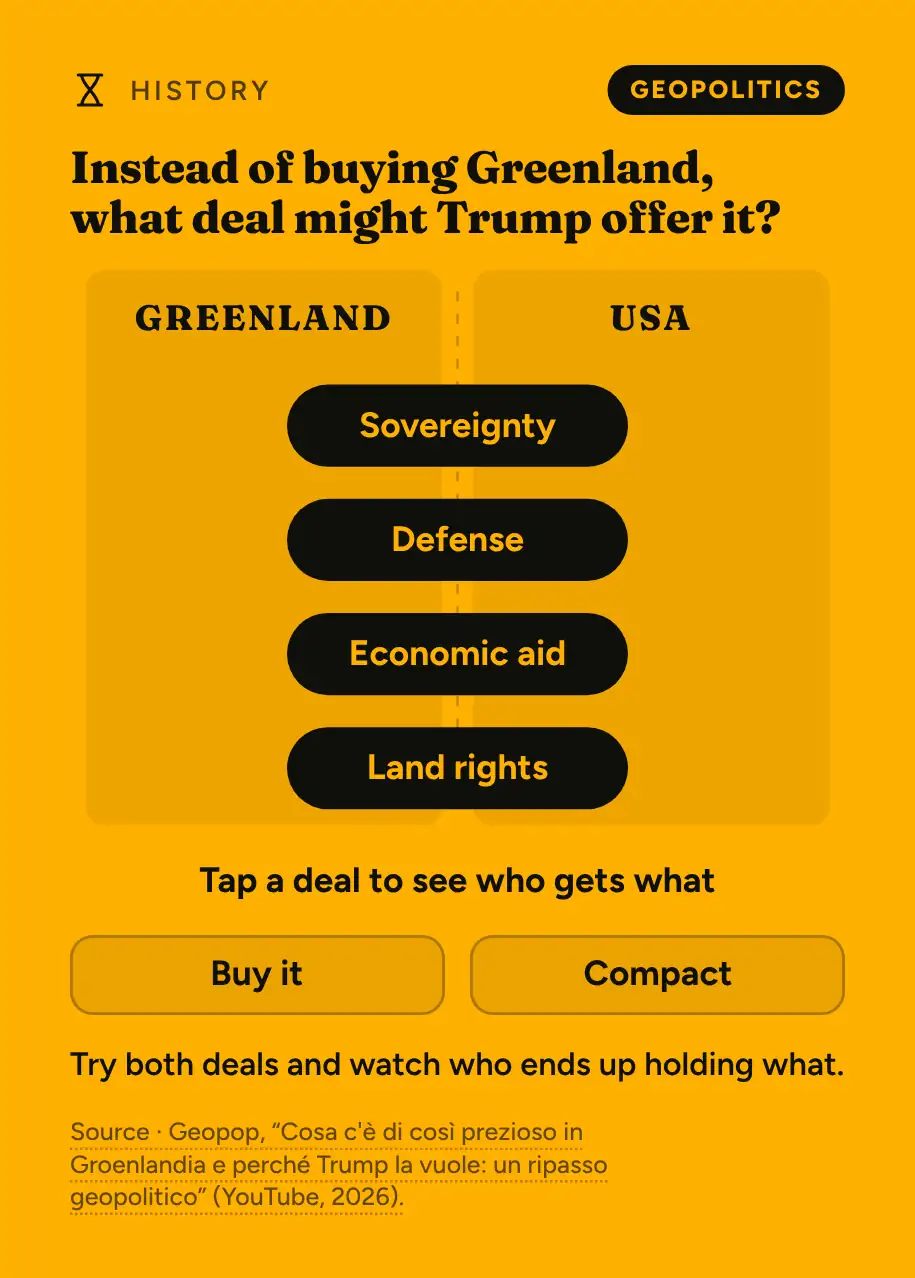 HISTORY
GEOPOLITICS
Instead of buying Greenland,
what deal might Trump offer it?
GREENLAND
USA
Sovereignty
Defense
Economic aid
Land rights
Tap a deal to see who gets what
Buy it
Compact
Try both deals and watch who ends up holding what.
Source · Geopop, “Cosa c'è di così prezioso in
Groenlandia e perché Trump la vuole: un ripasso
geopolitico” (YouTube, 2026).